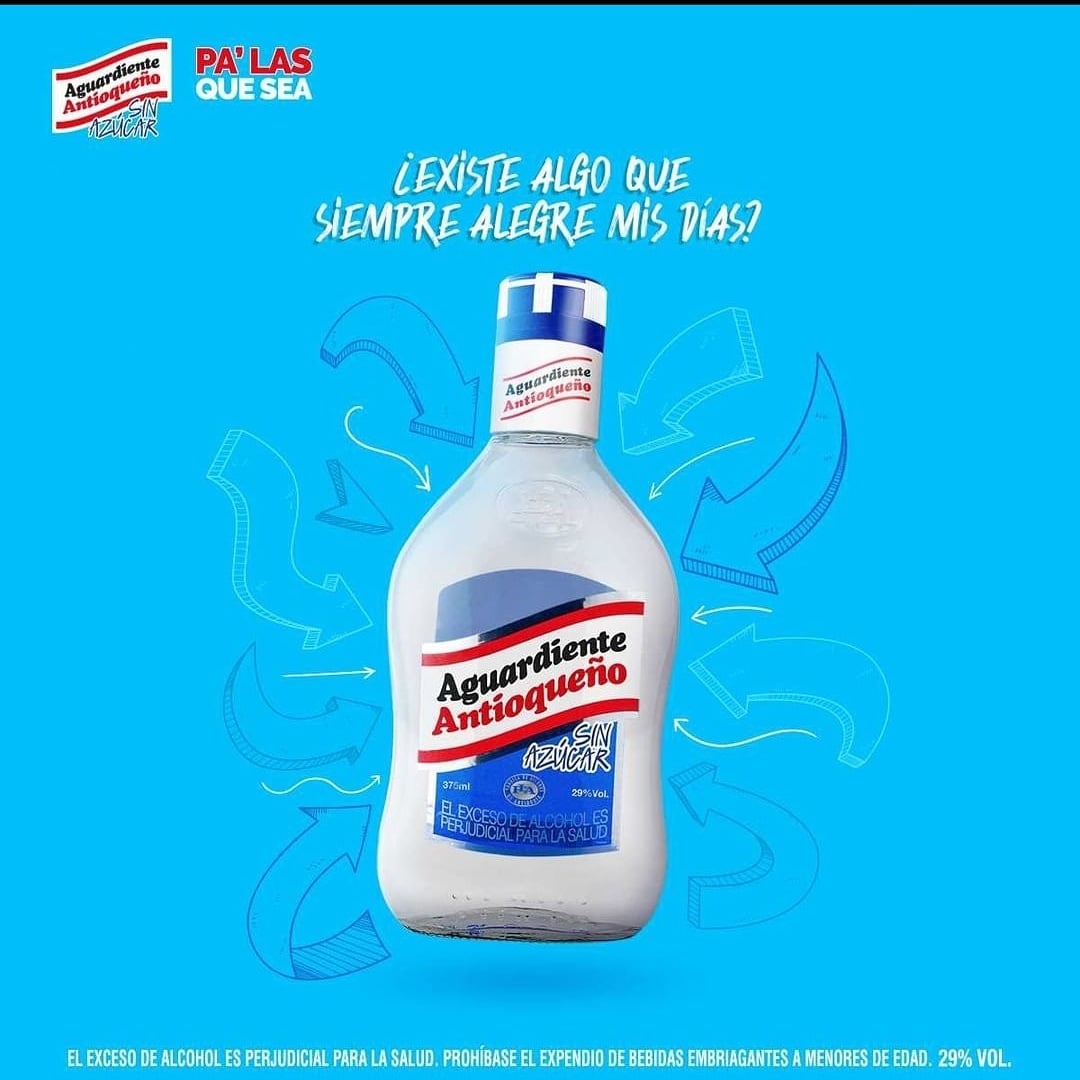 Aguardiente
Antioqueño
SIN
AZÚCAR
PA' LAS
QUE SEA
¿EXISTE ALGO QUE
SIEMPRE ALEGRE MIS DÍAS?
Aguardiente
Antioqueño
Aguardiente
Antioqueño
SIN
AZÚCAR
375ml
29%Vol.
EL EXCESO DE ALCOHOL ES
PERJUDICIAL PARA LA SALUD
EL EXCESO DE ALCOHOL ES PERJUDICIAL PARA LA SALUD. PROHÍBASE EL EXPENDIO DE BEBIDAS EMBRIAGANTES A MENORES DE EDAD. 29% VOL.